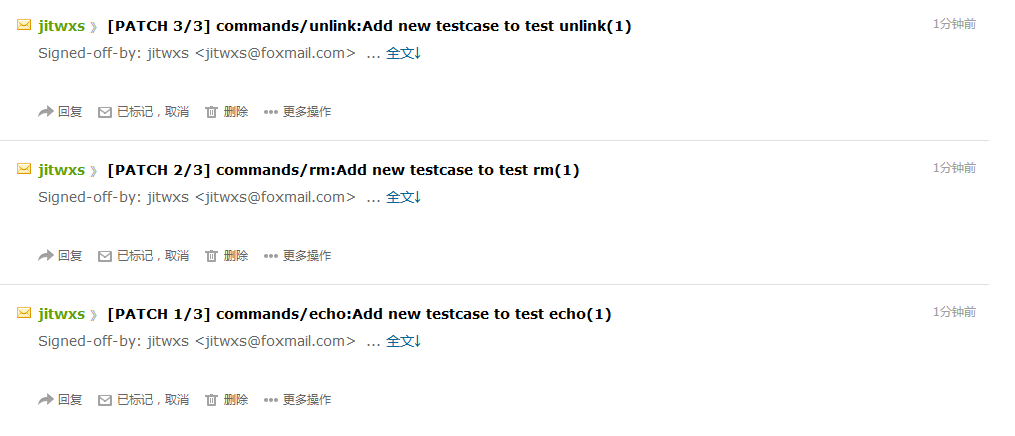 jitwxs 》 [PATCH 3/3] commands/unlink:Add new testcase to test unlink(1) 1分钟前
Signed-off-by: jitwxs <jitwxs@foxmail.com> ... 全文↓
回复 已标记，取消 删除 更多操作
jitwxs 》 [PATCH 2/3] commands/rm:Add new testcase to test rm(1) 1分钟前
Signed-off-by: jitwxs <jitwxs@foxmail.com> ... 全文↓
回复 已标记，取消 删除 更多操作
jitwxs 》 [PATCH 1/3] commands/echo:Add new testcase to test echo(1) 1分钟前
Signed-off-by: jitwxs <jitwxs@foxmail.com> ... 全文↓
回复 已标记，取消 删除 更多操作